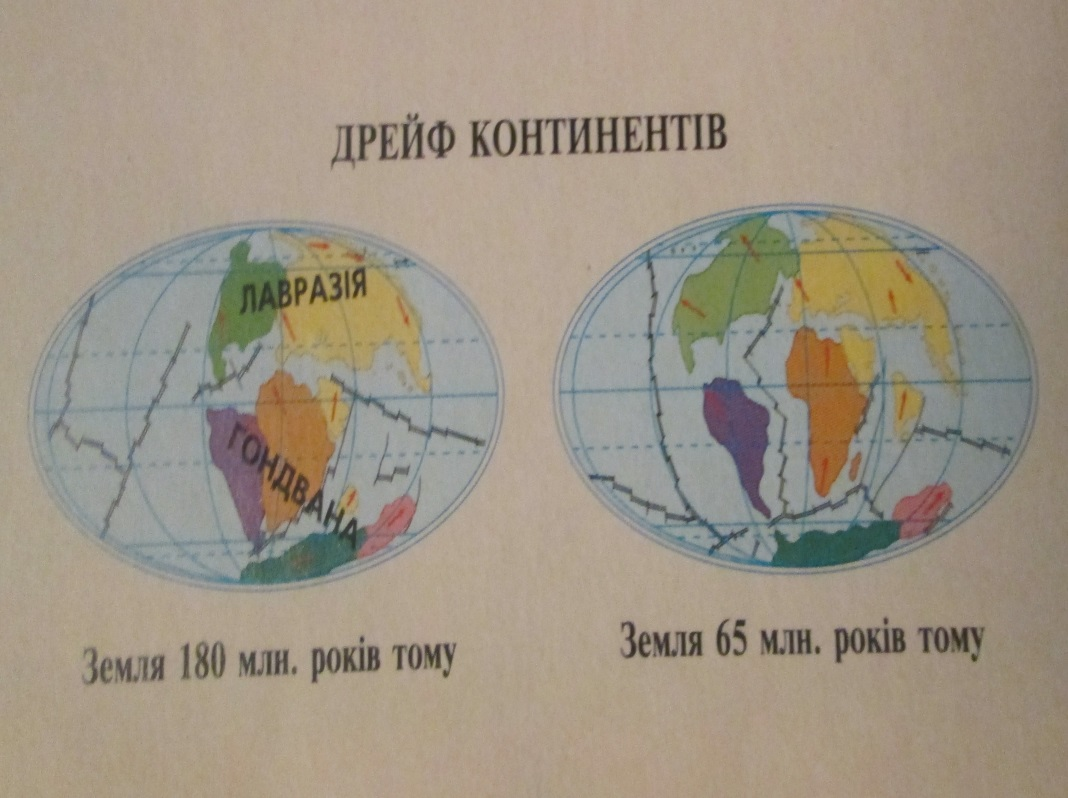 ДРЕЙФ КОНТИНЕНТІВ
ЛАВРАЗІЯ
ГОНДВАНА
Земля 180 млн. років тому
Земля 65 млн. років тому